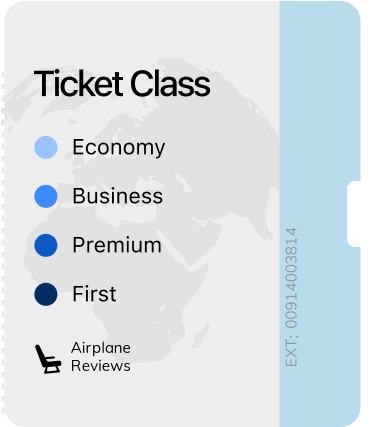 Ticket Class
Economy
Business
Premium
First
Airplane
Reviews
EXT: 00914003814